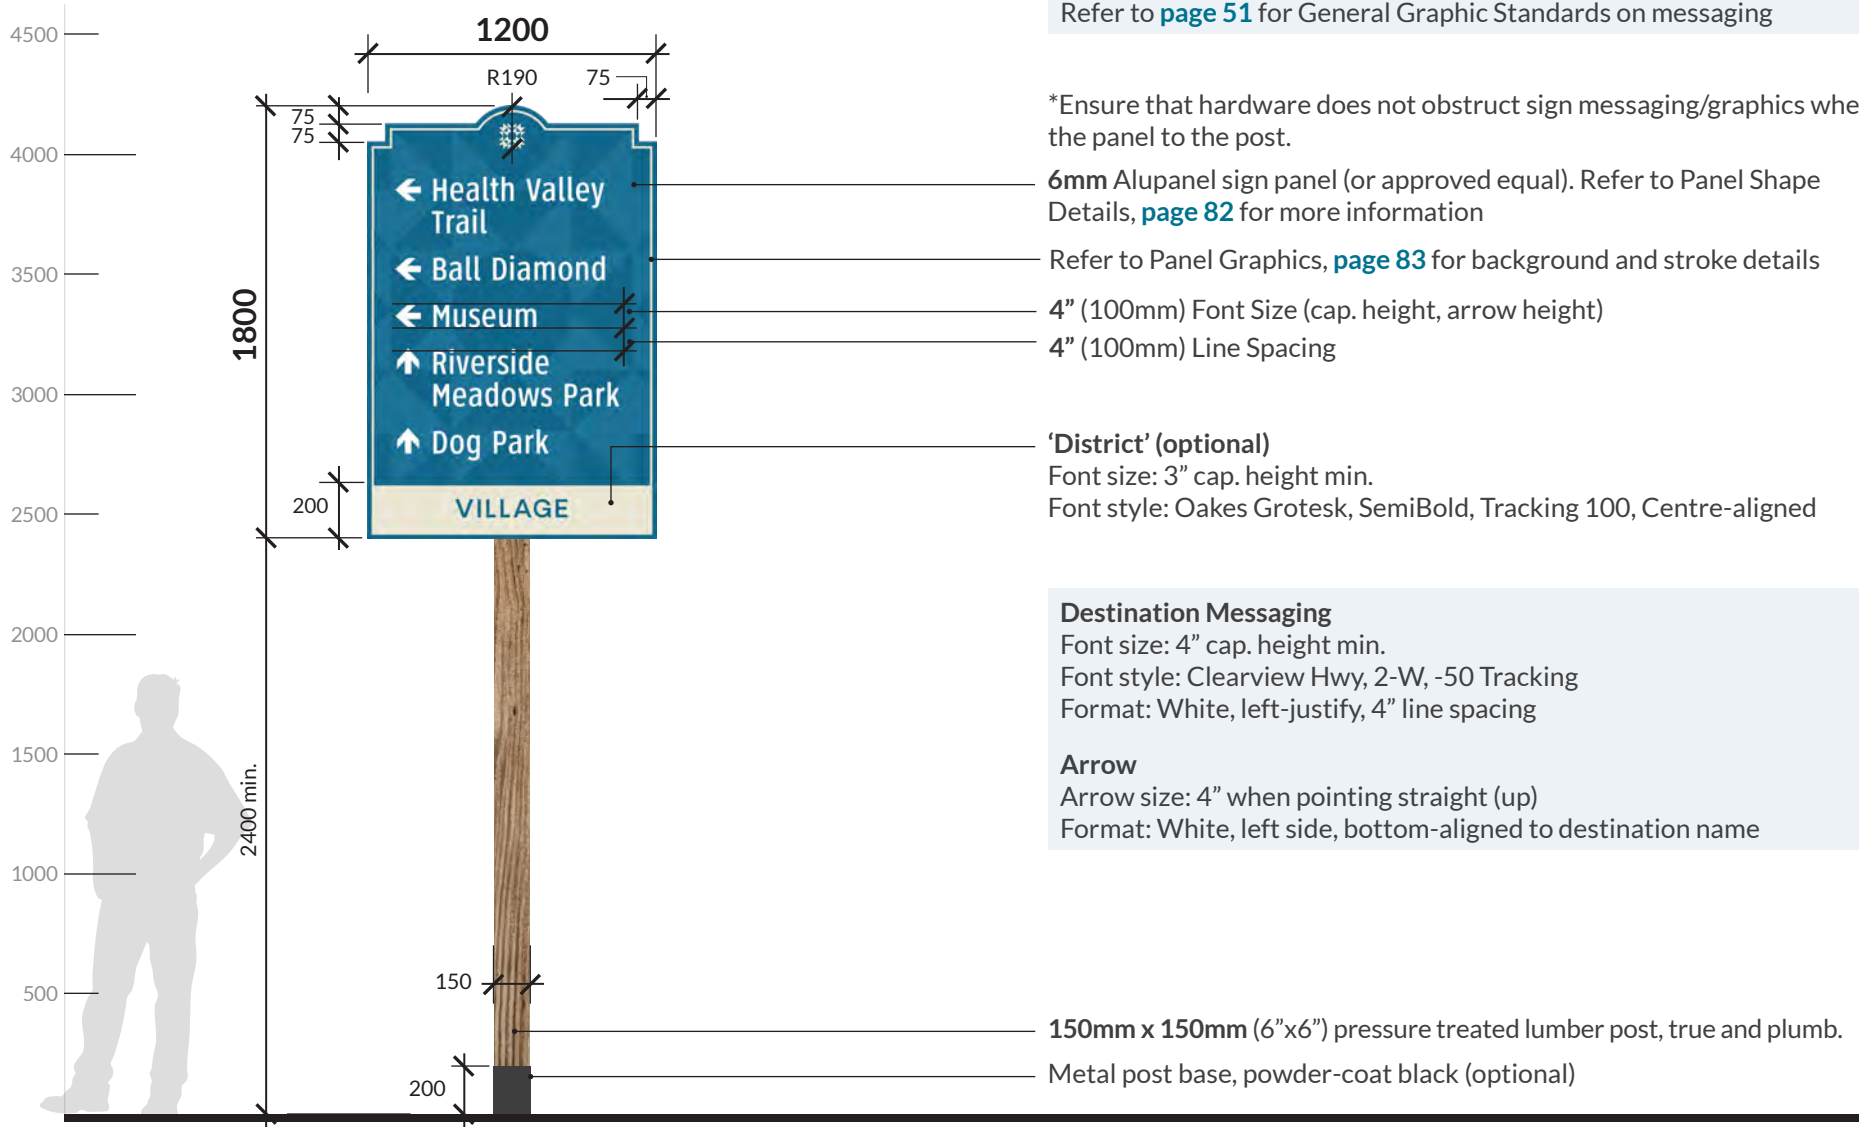 Refer to page 51 for General Graphic Standards on messaging
4500
1200
R190
75
75
75
*Ensure that hardware does not obstruct sign messaging/graphics whe
the panel to the post.
4000
6mm Alupanel sign panel (or approved equal). Refer to Panel Shape
Details, page 82 for more information
Health Valley
Trail
Ball Diamond
Museum
Riverside
Meadows Park
Dog Park
VILLAGE
Refer to Panel Graphics, page 83 for background and stroke details
3500
1800
4” (100mm) Font Size (cap. height, arrow height)
4” (100mm) Line Spacing
3000
‘District’ (optional)
Font size: 3” cap. height min.
Font style: Oakes Grotesk, SemiBold, Tracking 100, Centre-aligned
200
2500
Destination Messaging
Font size: 4” cap. height min.
Font style: Clearview Hwy, 2-W, -50 Tracking
Format: White, left-justify, 4” line spacing
2000
1500
2400 min.
Arrow
Arrow size: 4” when pointing straight (up)
Format: White, left side, bottom-aligned to destination name
1000
500
150
150mm x 150mm (6”x6”) pressure treated lumber post, true and plumb.
Metal post base, powder-coat black (optional)
200